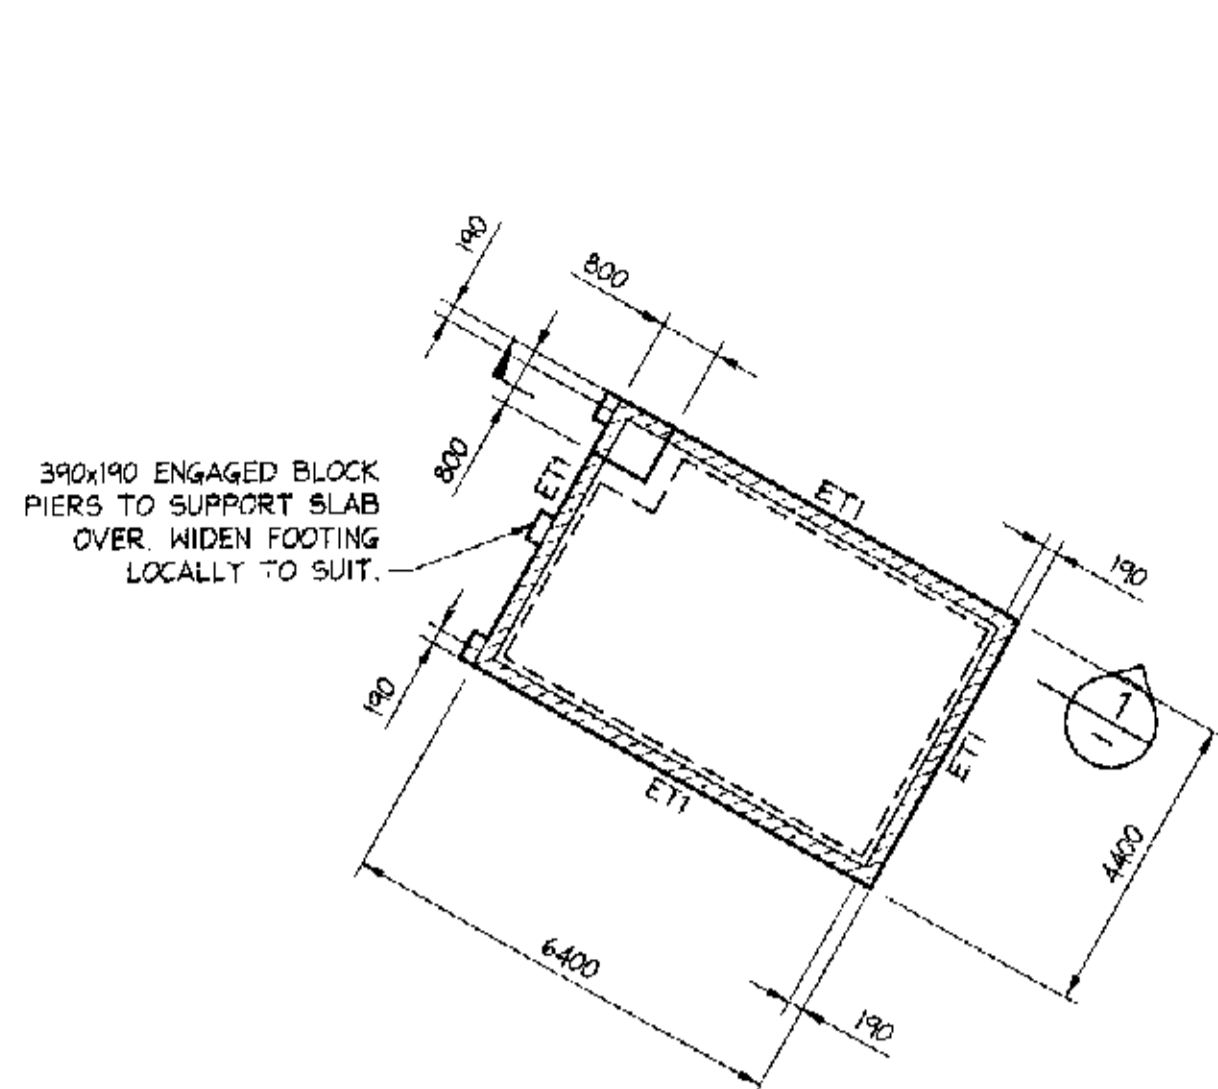 190
800
800
390x190 ENGAGED BLOCK
PIERS TO SUPPORT SLAB
OVER. WIDEN FOOTING
LOCALLY TO SUIT.
ET1
ET1
190
190
1
-
ET1
ET1
4400
6400
190